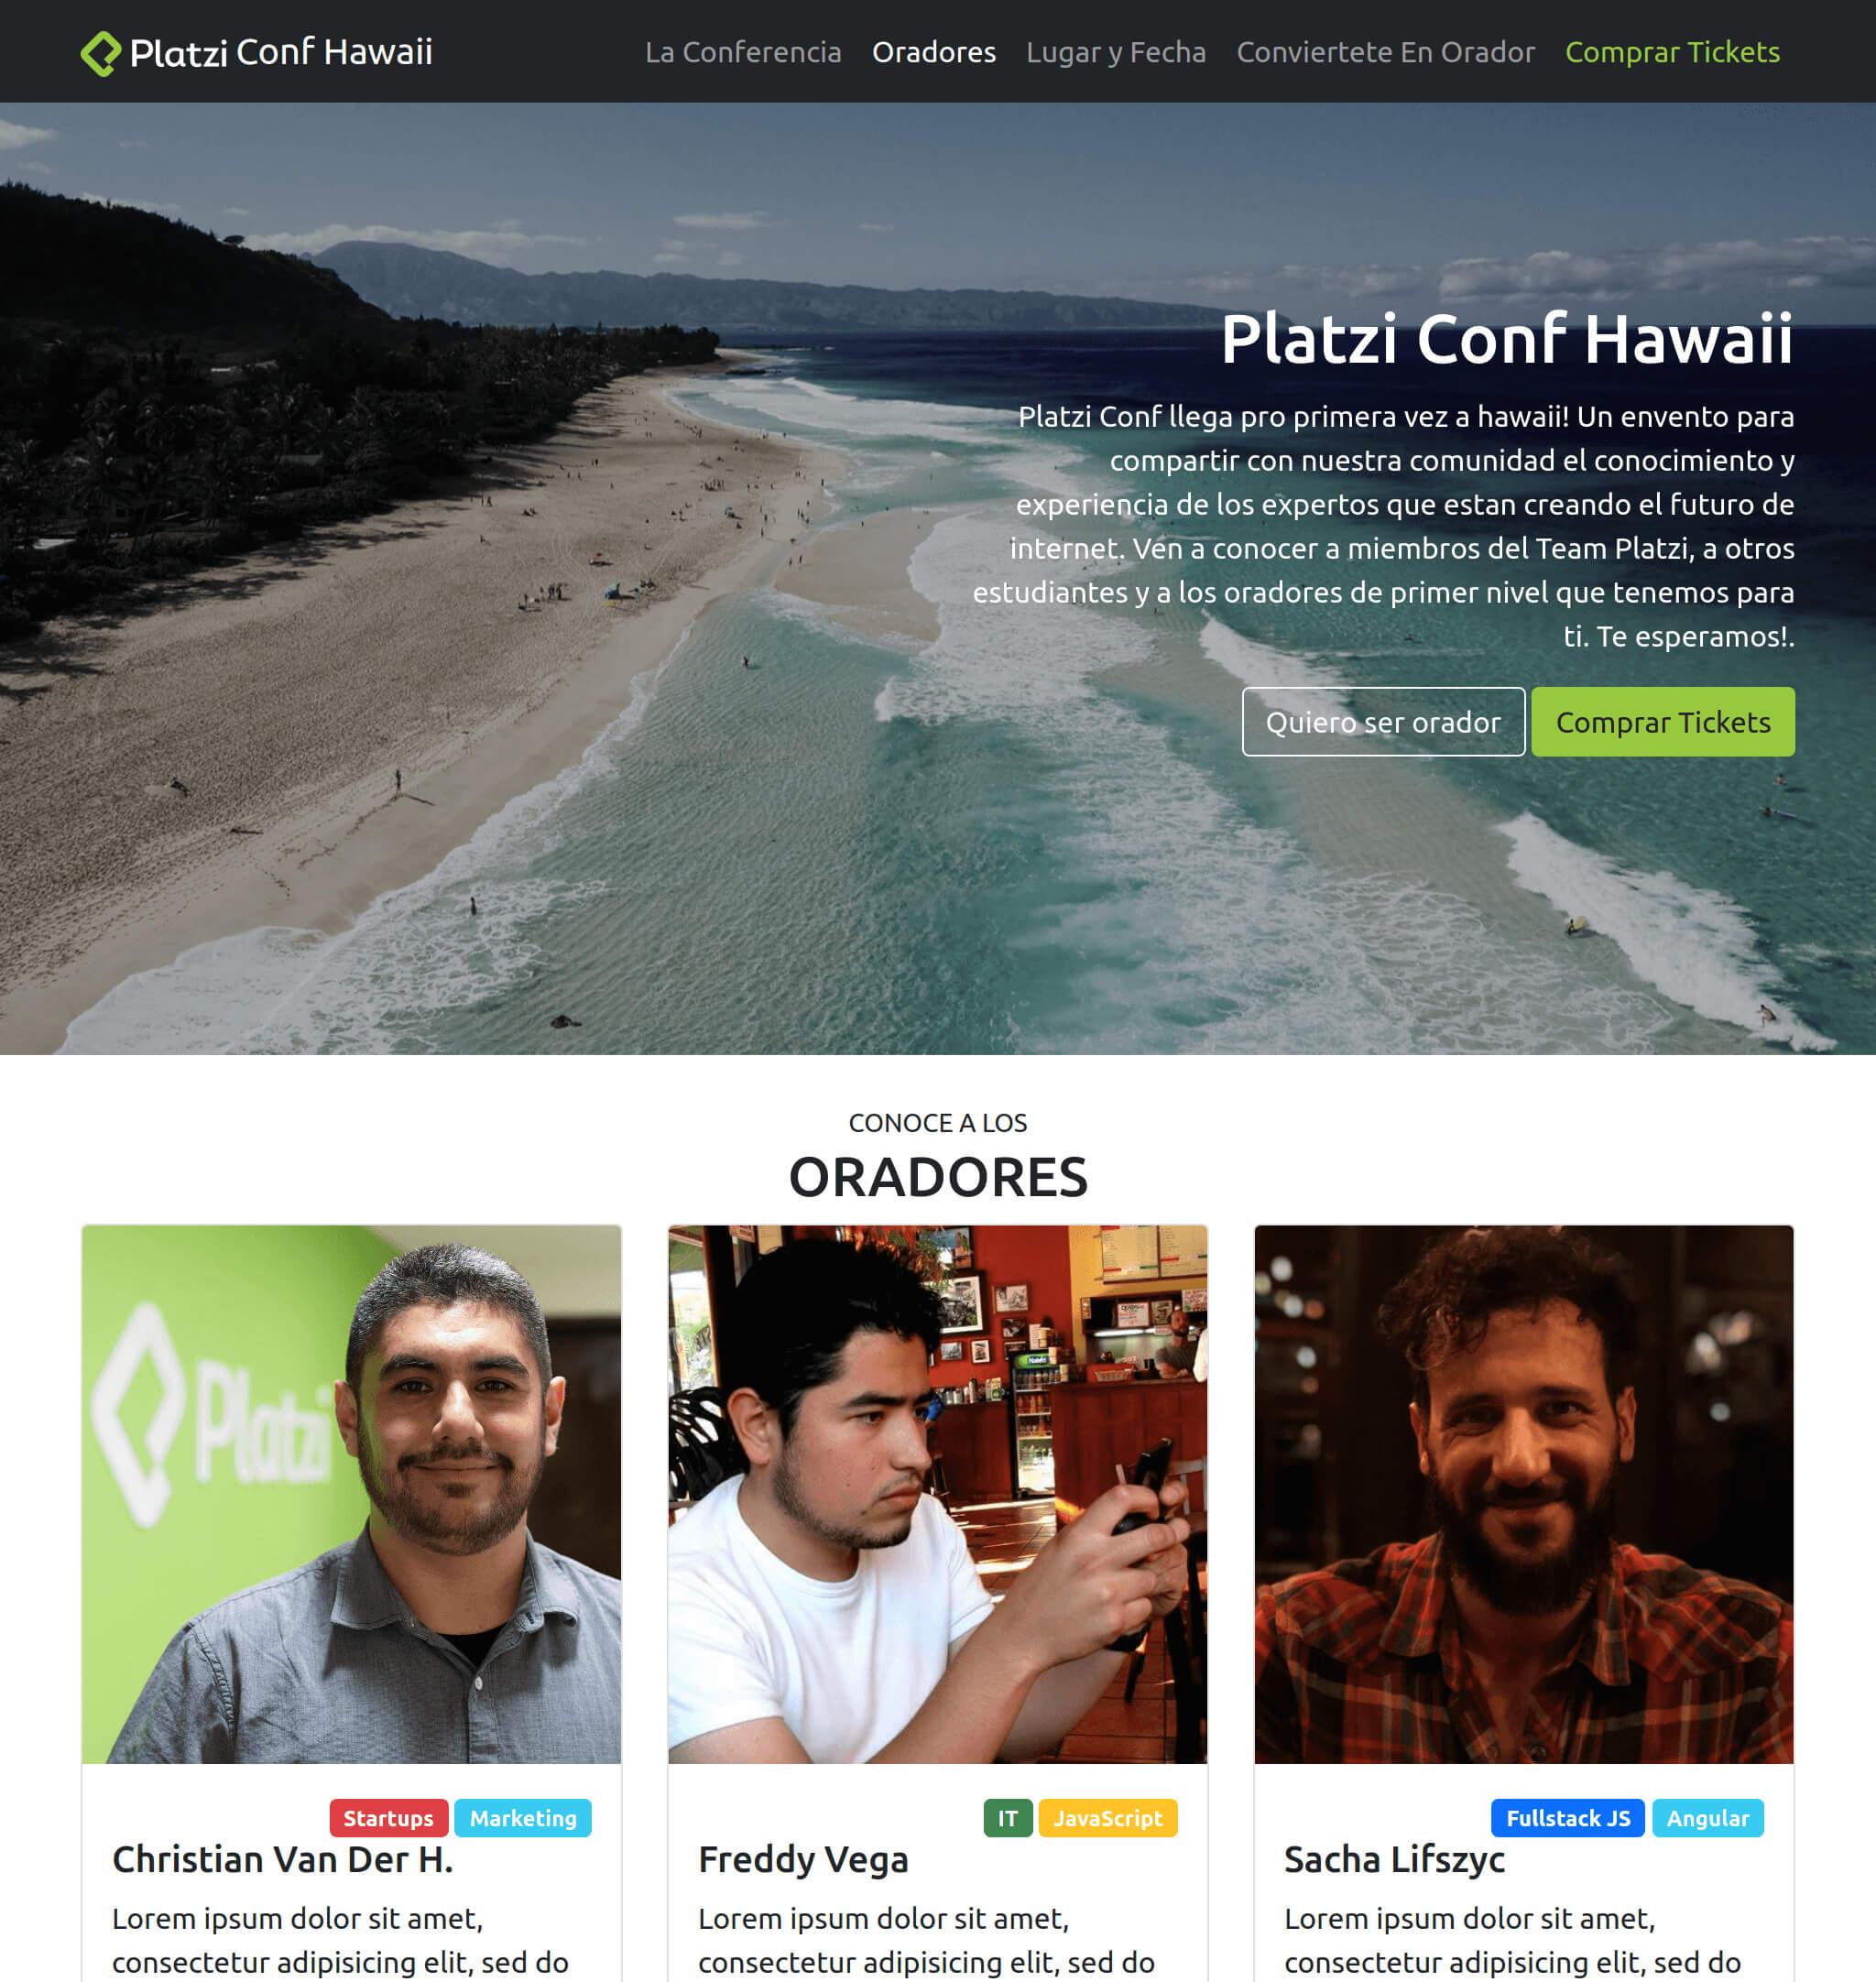 Platzi Conf Hawaii
La Conferencia Oradores Lugar y Fecha Conviertete En Orador Comprar Tickets
Platzi Conf Hawaii
Platzi Conf llega pro primera vez a hawaii! Un envento para
compartir con nuestra comunidad el conocimiento y
experiencia de los expertos que estan creando el futuro de
internet. Ven a conocer a miembros del Team Platzi, a otros
estudiantes y a los oradores de primer nivel que tenemos para
ti. Te esperamos!.
Quiero ser orador Comprar Tickets
CONOCE A LOS
ORADORES
Platzi
Startups Marketing
Christian Van Der H.
Lorem ipsum dolor sit amet,
consectetur adipisicing elit, sed do
IT JavaScript
Freddy Vega
Lorem ipsum dolor sit amet,
consectetur adipisicing elit, sed do
Fullstack JS Angular
Sacha Lifszyc
Lorem ipsum dolor sit amet,
consectetur adipisicing elit, sed do